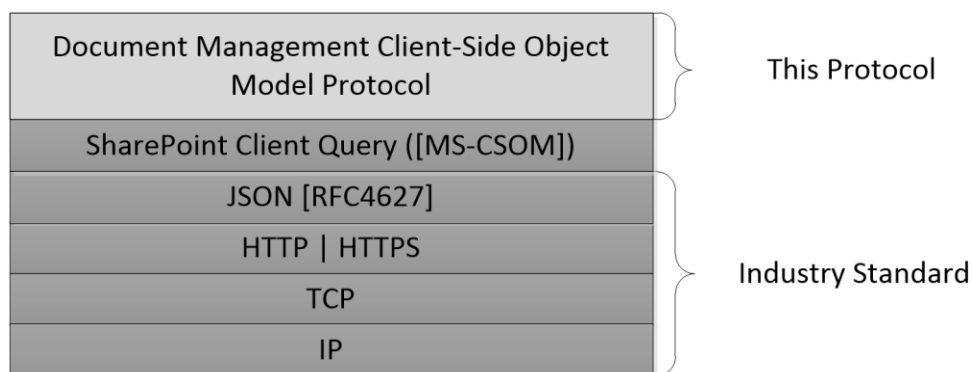 Document Management Client-Side Object
Model Protocol
This Protocol
SharePoint Client Query ([MS-CSOM])
JSON [RFC4627]
HTTP | HTTPS
Industry Standard
TCP
IP